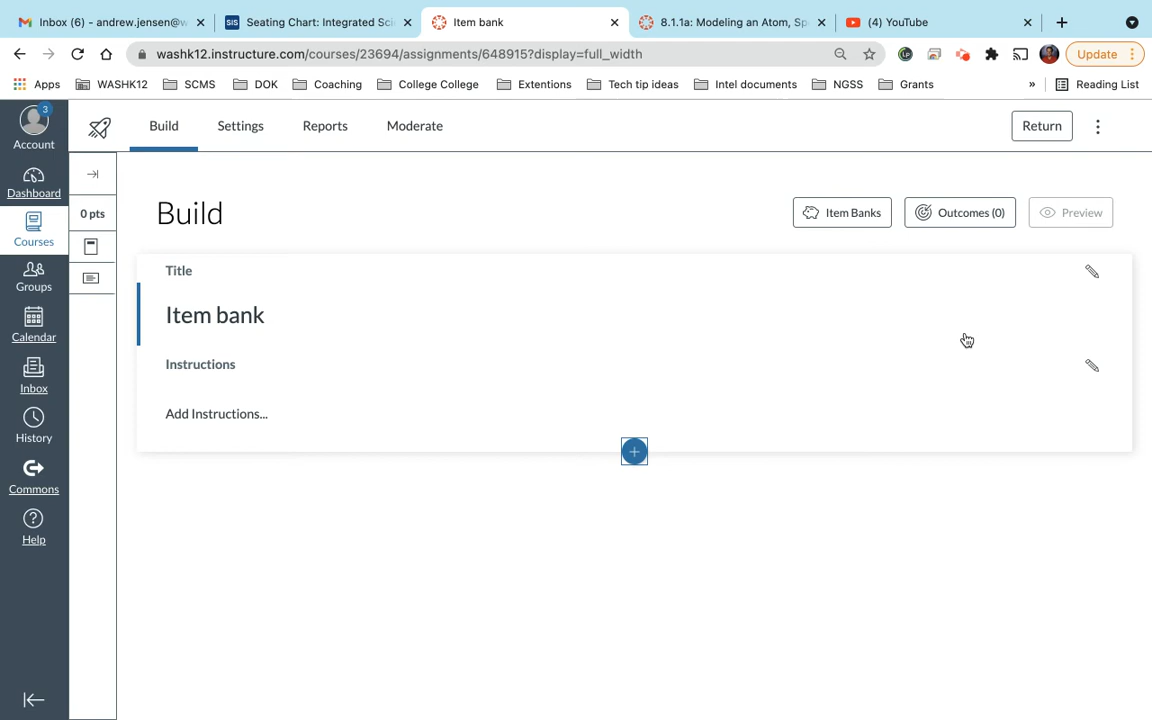 Inbox (6) - andrew.jensen@w
SIS Seating Chart: Integrated Sci
Item bank
8.1.1a: Modeling an Atom, Sp
(4) YouTube
washk12.instructure.com/courses/23694/assignments/648915?display=full_width
Update
Apps
WASHK12
SCMS
DOK
Coaching
College College
Extentions
Tech tip ideas
Intel documents
NGSS
Grants
»
Reading List
3
Account
Dashboard
Courses
Groups
Calendar
Inbox
History
Commons
Help
Build
Settings
Reports
Moderate
Return
0 pts
Build
Item Banks
Outcomes (0)
Preview
Title
Item bank
Instructions
Add Instructions...